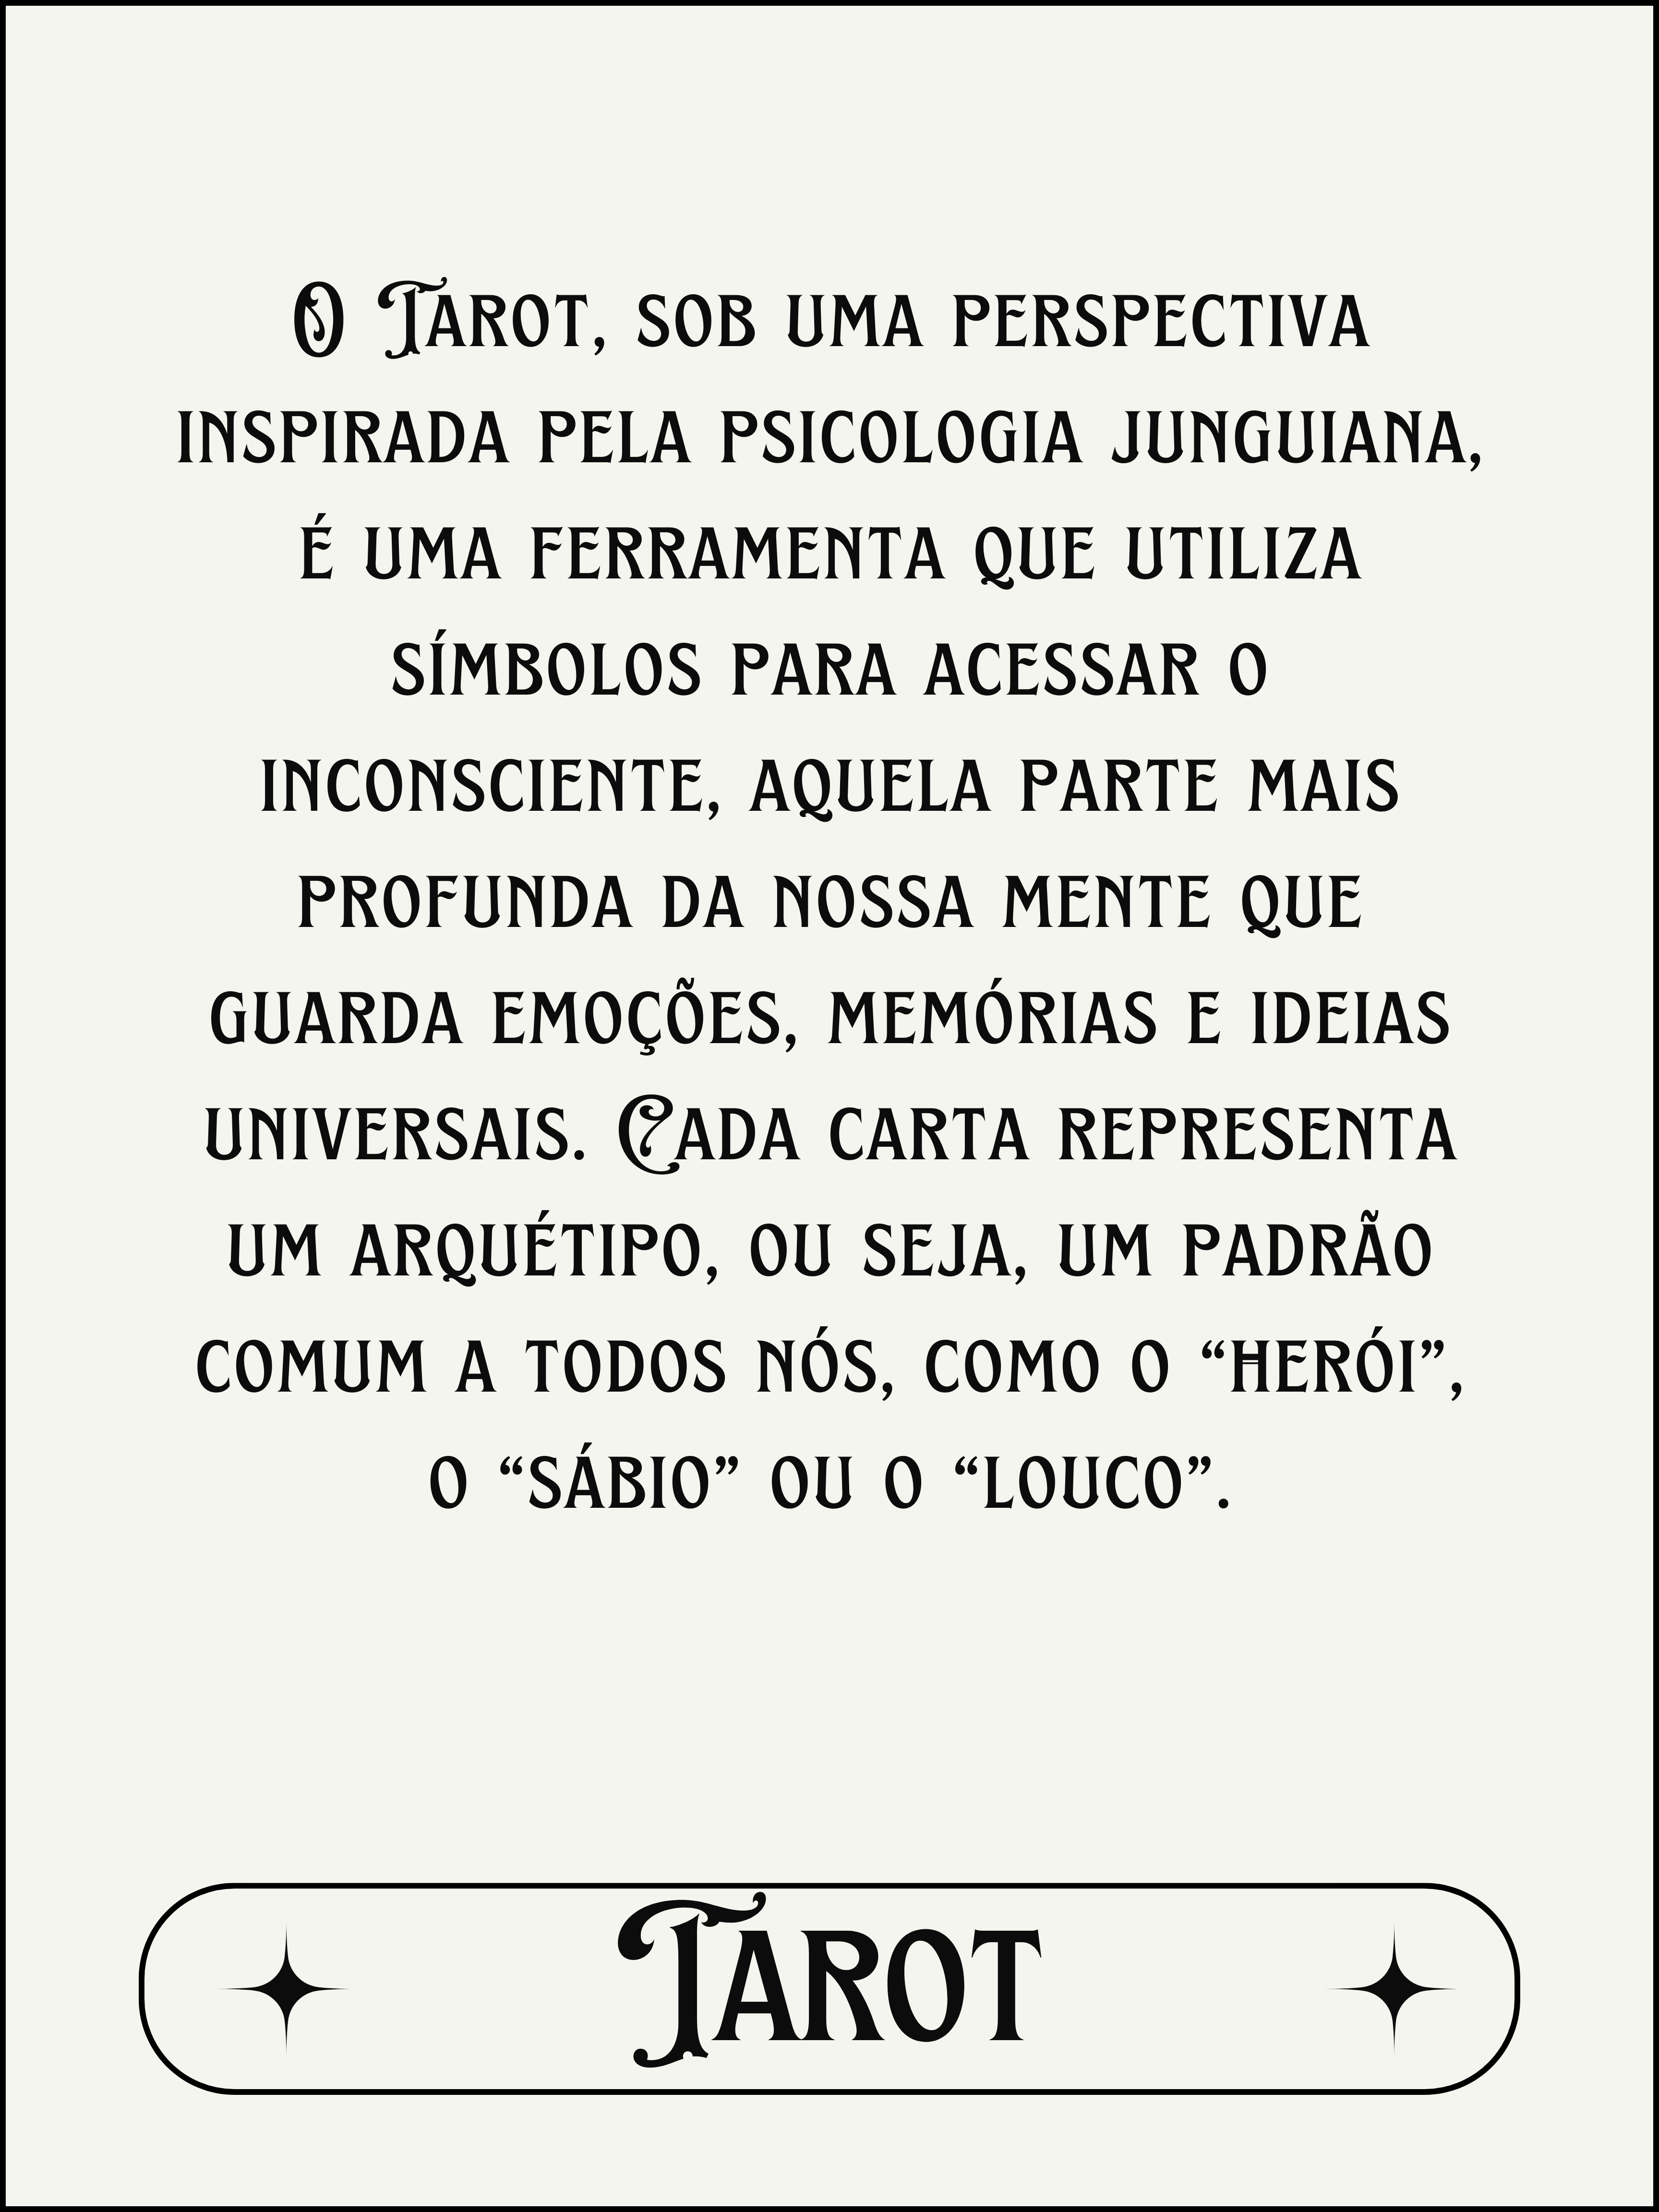 O Tarot, sob uma perspectiva
inspirada pela psicologia junguiana,
é uma ferramenta que utiliza
símbolos para acessar o
inconsciente, aquela parte mais
profunda da nossa mente que
guarda emoções, memórias e ideias
universais. Cada carta representa
um arquétipo, ou seja, um padrão
comum a todos nós, como o “herói”,
o “sábio” ou o “louco”.
Tarot